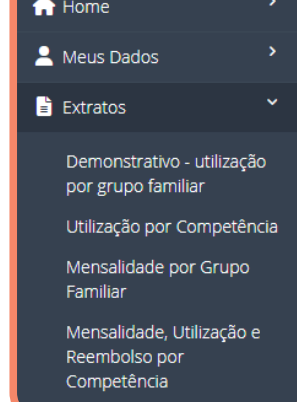 Home
Meus Dados
Extratos
Demonstrativo - utilização
por grupo familiar
Utilização por Competência
Mensalidade por Grupo
Familiar
Mensalidade, Utilização e
Reembolso por
Competência